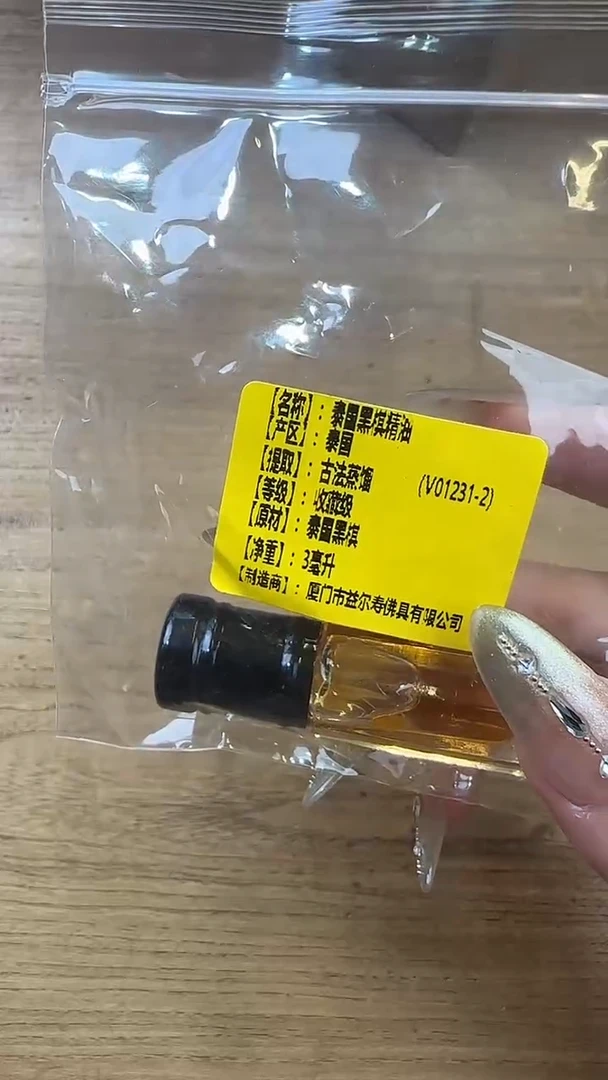 【名称】：泰国黑棋精油
【产区】：泰国
【提取】：古法蒸馏 (V01231-2)
【等级】：收藏级
【原材】：泰国黑棋
【净重】：3毫升
【制造商】：厦门市益尔寿佛具有限公司